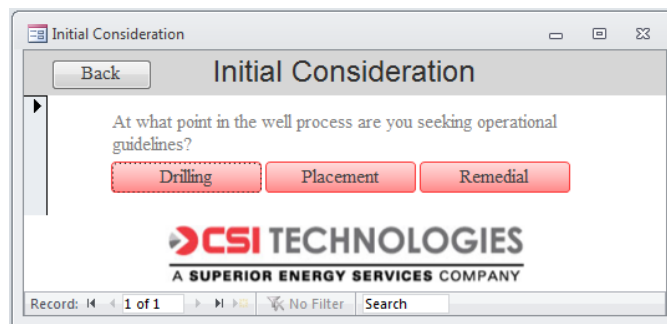 Initial Consideration
Back
Initial Consideration
At what point in the well process are you seeking operational
guidelines?
Drilling Placement Remedial
CSI TECHNOLOGIES
A SUPERIOR ENERGY SERVICES COMPANY
Record: 1 of 1 No Filter Search